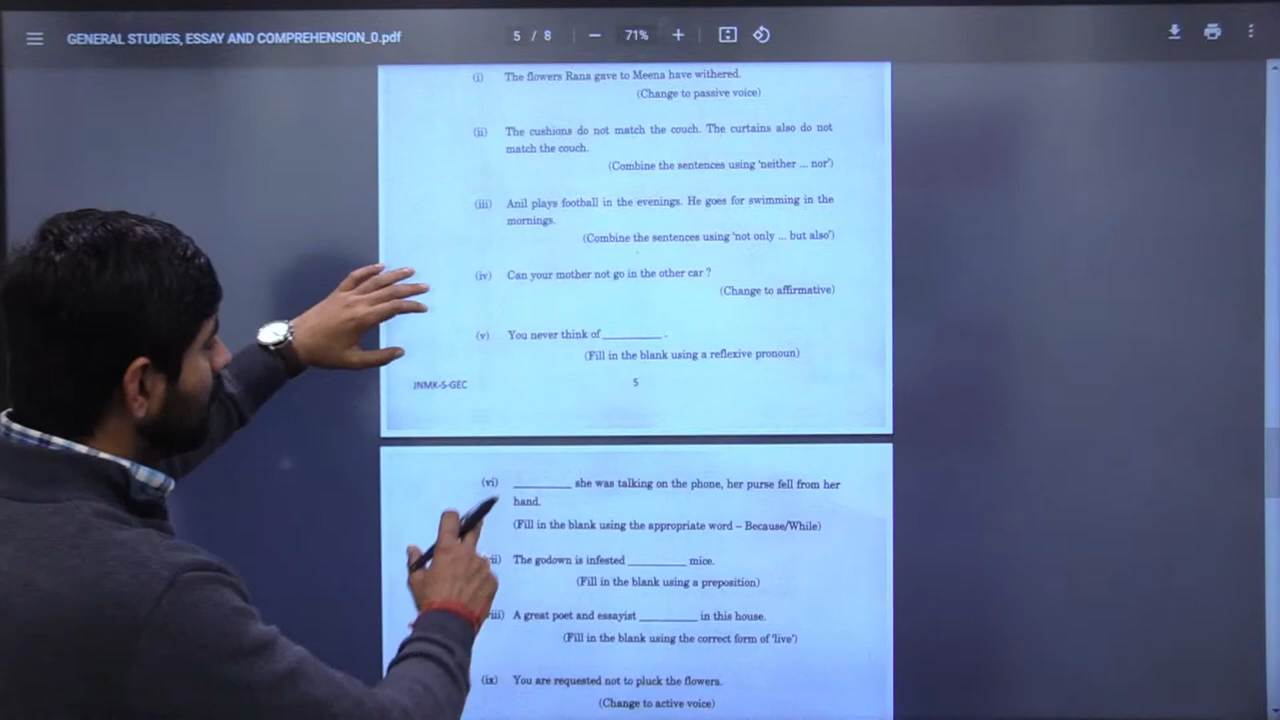 GENERAL STUDIES, ESSAY AND COMPREHENSION_0.pdf
5 / 8
71%
(i) The flowers Rana gave to Meena have withered.
(Change to passive voice)
(ii) The cushions do not match the couch. The curtains also do not
match the couch.
(Combine the sentences using 'neither ... nor')
(iii) Anil plays football in the evenings. He goes for swimming in the
mornings.
(Combine the sentences using 'not only ... but also')
(iv) Can your mother not go in the other car ?
(Change to affirmative)
(v) You never think of _________ .
(Fill in the blank using a reflexive pronoun)
JNMK-S-GEC 5
(vi) _________ she was talking on the phone, her purse fell from her
hand.
(Fill in the blank using the appropriate word – Because/While)
ii) The godown is infested _________ mice.
(Fill in the blank using a preposition)
iii) A great poet and essayist _________ in this house.
(Fill in the blank using the correct form of 'live')
(ix) You are requested not to pluck the flowers.
(Change to active voice)